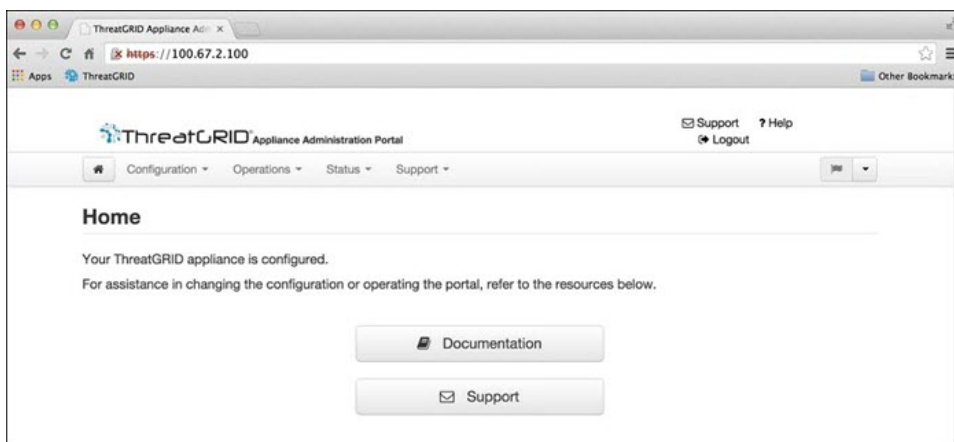 ThreatGRID Appliance Adm
https://100.67.2.100
Apps ThreatGRID Other Bookmarks
ThreatGRID Appliance Administration Portal
Support ? Help
Logout
Configuration Operations Status Support
Home
Your ThreatGRID appliance is configured.
For assistance in changing the configuration or operating the portal, refer to the resources below.
Documentation
Support